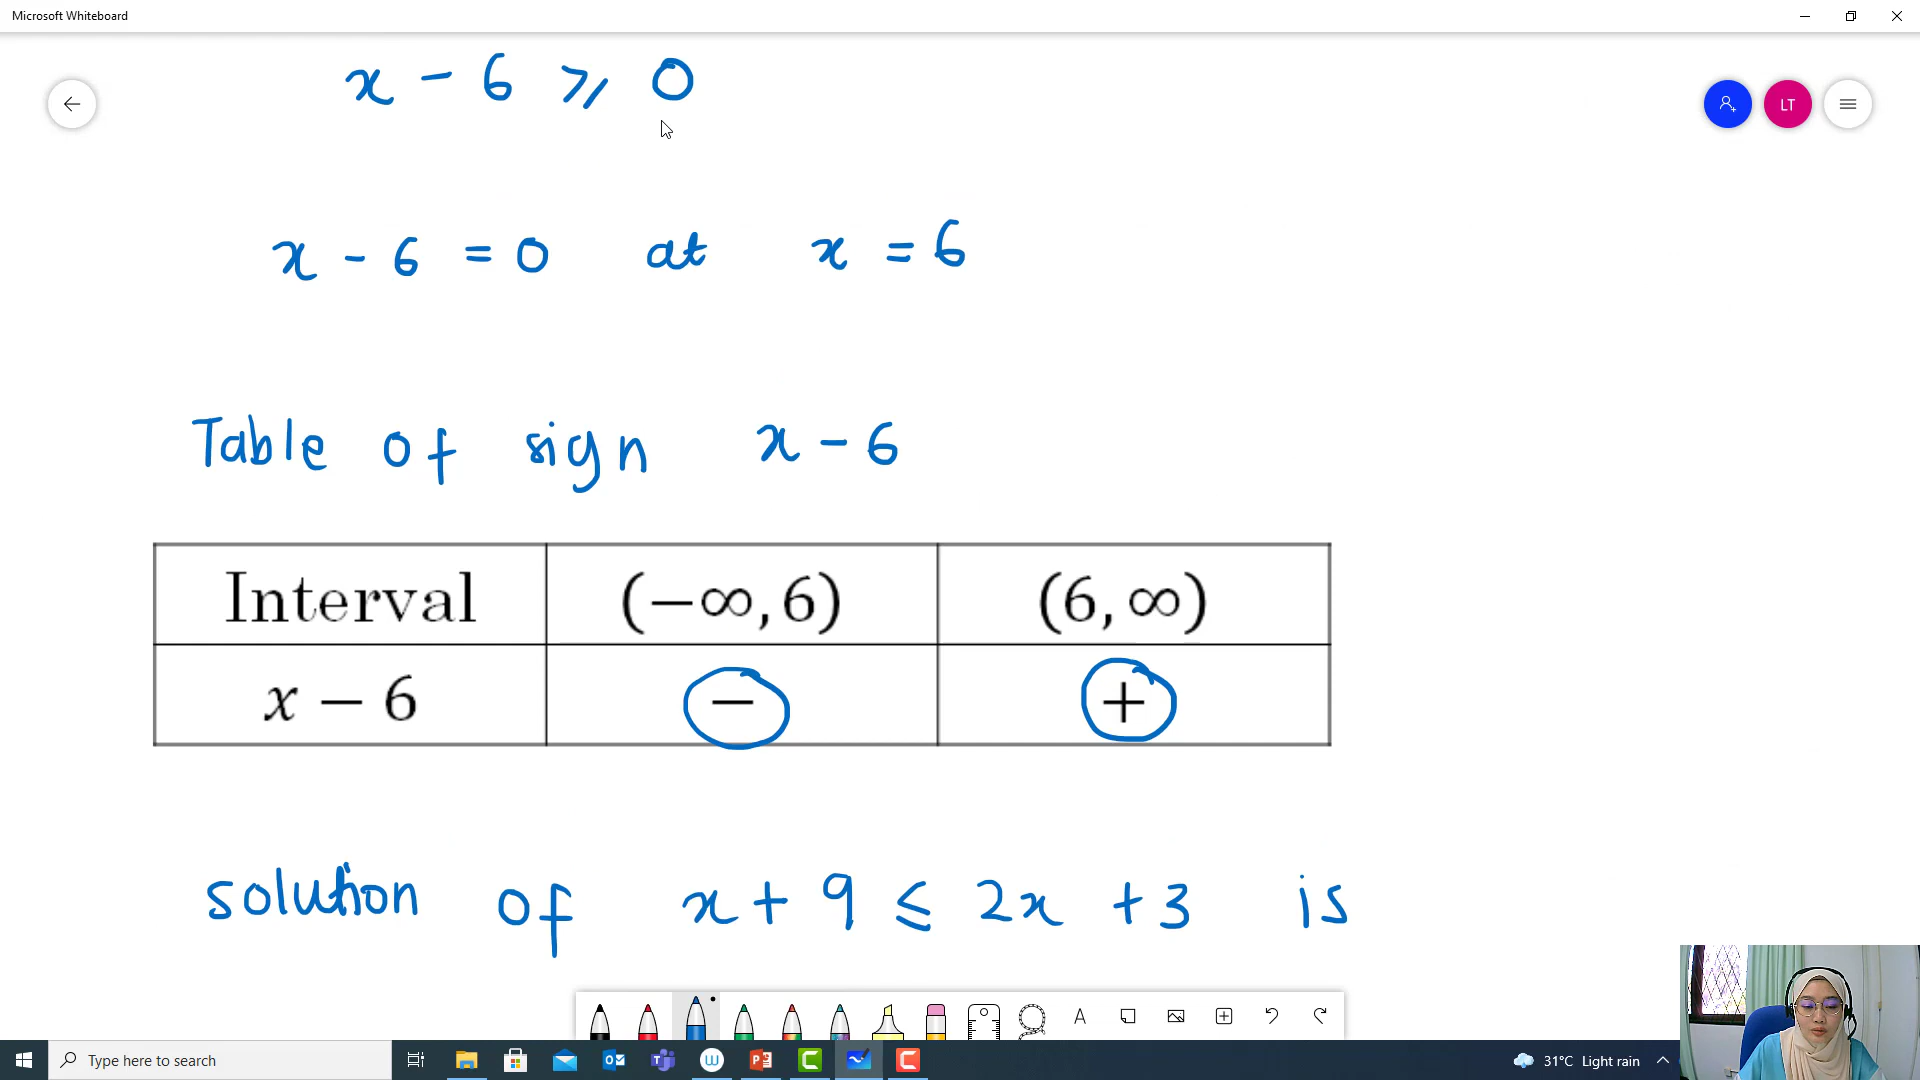 Microsoft Whiteboard
x - 6 ⩾ 0
LT
x - 6 = 0 at x = 6
Table of sign x - 6
Interval (−∞, 6) (6, ∞)
x − 6 − +
solution of x + 9 ≤ 2x + 3 is
A
Type here to search
31°C Light rain